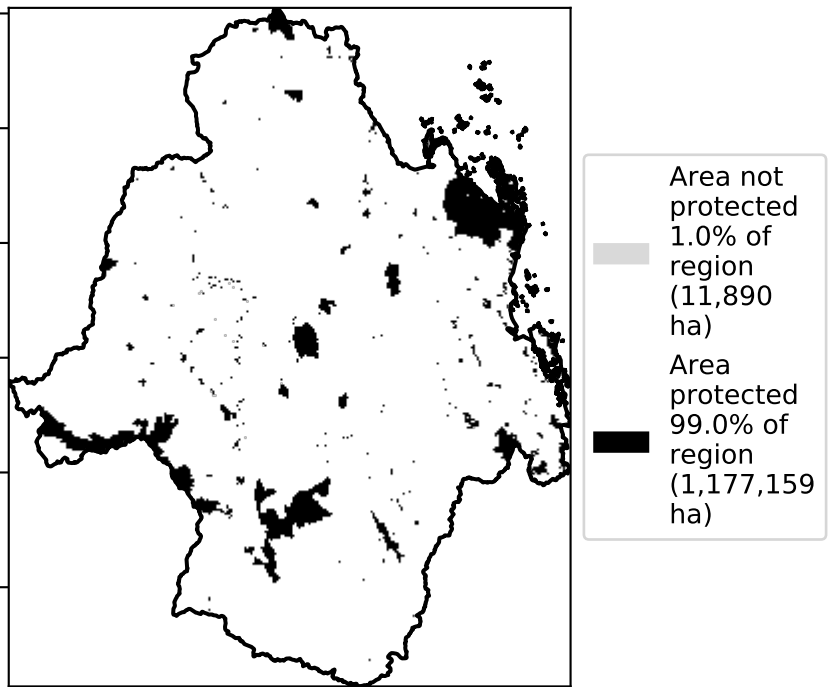 Area not
protected
1.0% of
region
(11,890
ha)
Area
protected
99.0% of
region
(1,177,159
ha)